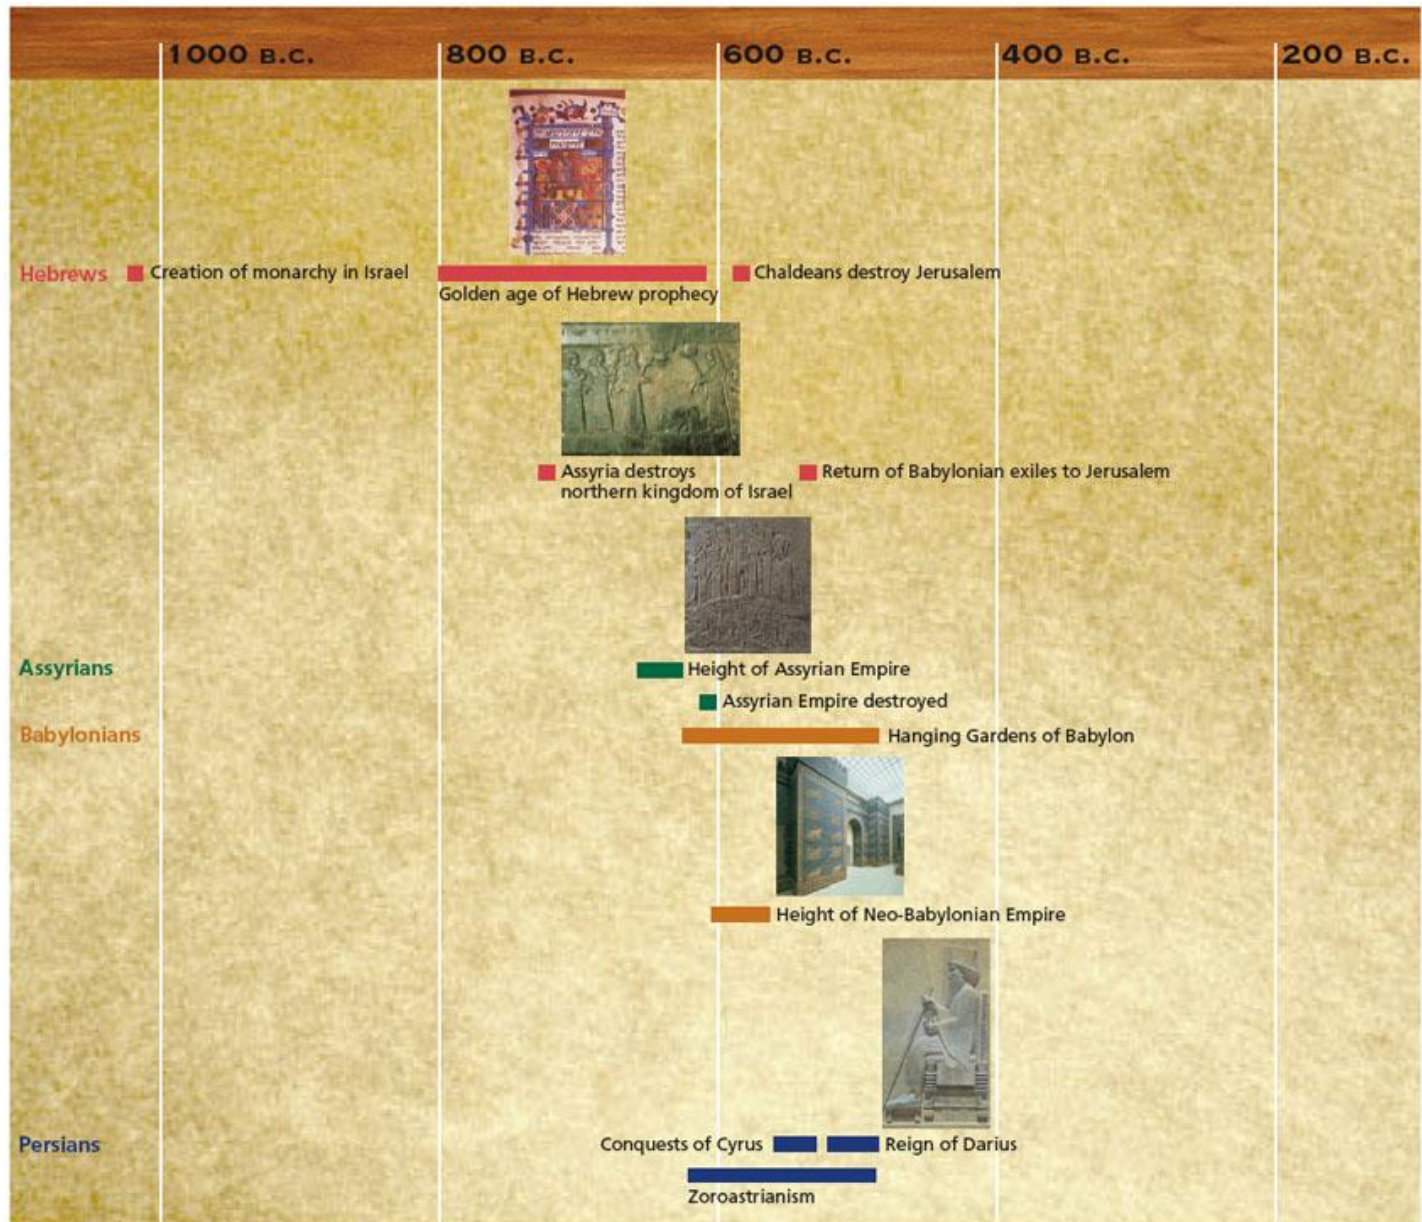 1000 B.C.
800 B.C.
600 B.C.
400 B.C.
200 B.C.
Hebrews
Creation of monarchy in Israel
Golden age of Hebrew prophecy
Chaldeans destroy Jerusalem
Assyria destroys
northern kingdom of Israel
Return of Babylonian exiles to Jerusalem
Assyrians
Height of Assyrian Empire
Assyrian Empire destroyed
Babylonians
Hanging Gardens of Babylon
Height of Neo-Babylonian Empire
Persians
Conquests of Cyrus
Reign of Darius
Zoroastrianism